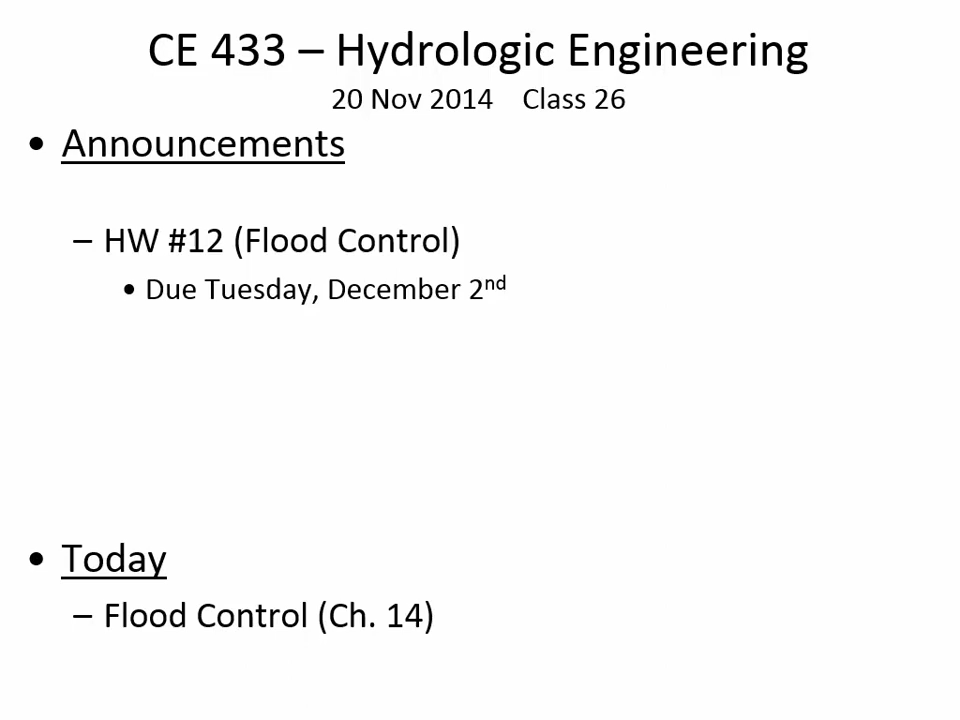 CE 433 – Hydrologic Engineering
20 Nov 2014 Class 26
• Announcements
– HW #12 (Flood Control)
• Due Tuesday, December 2nd
• Today
– Flood Control (Ch. 14)